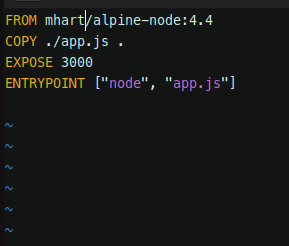 FROM mhart/alpine-node:4.4
COPY ./app.js .
EXPOSE 3000
ENTRYPOINT ["node", "app.js"]
~
~
~
~
~
~